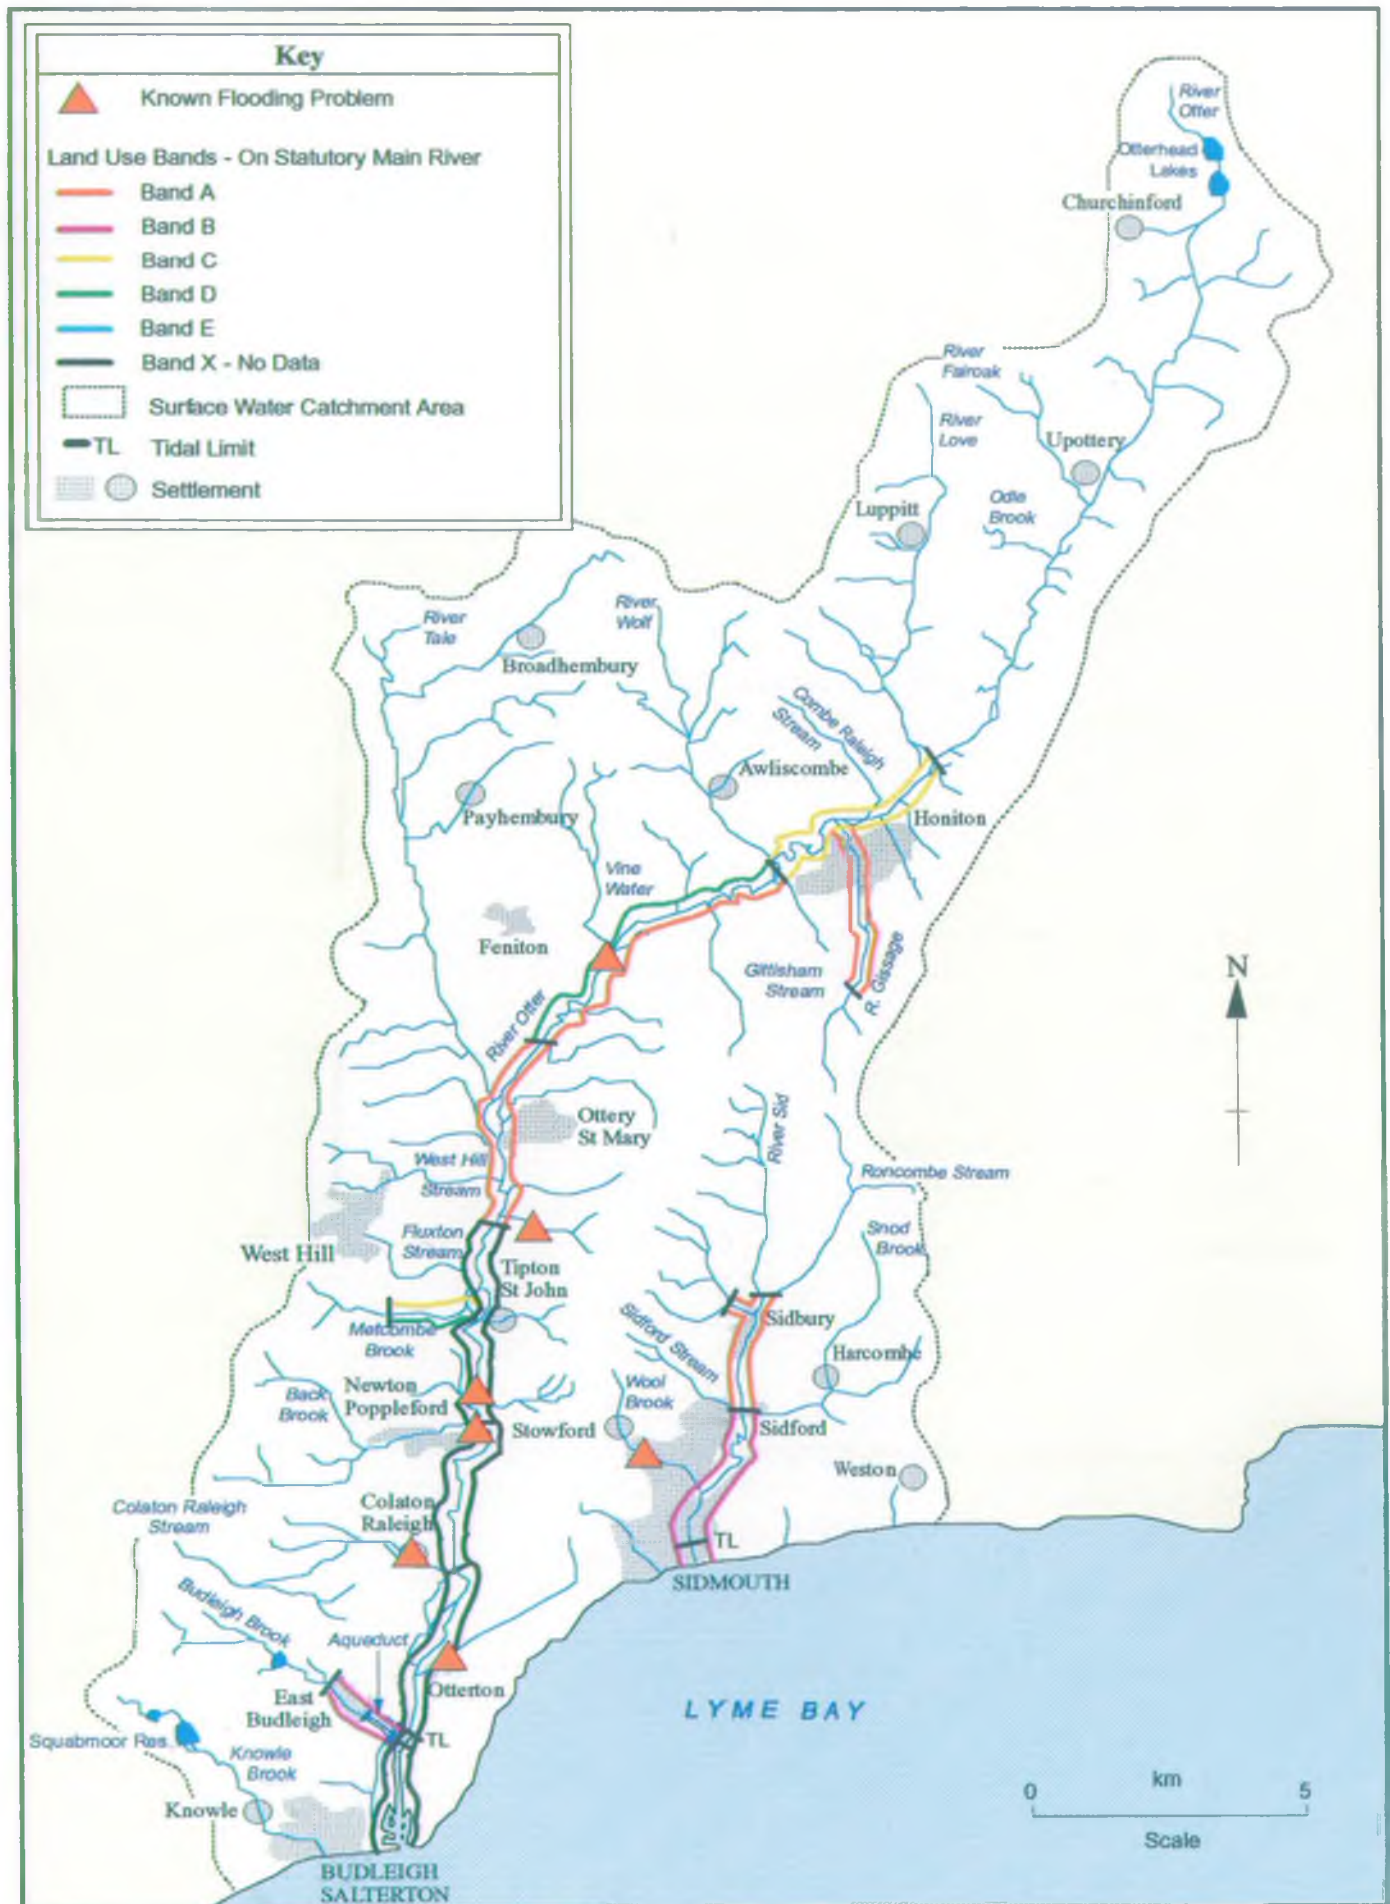 Key
Known Flooding Problem
Land Use Bands - On Statutory Main River
Band A
Band B
Band C
Band D
Band E
Band X - No Data
Surface Water Catchment Area
TL Tidal Limit
Settlement
River
Otter
Otterhead
Lakes
Churchinford
River
Fairoak
River
Love
Upottery
Luppitt
Odle
Brook
River
Tale
River
Wolf
Broadhembury
Combe Raleigh
Stream
Awliscombe
Payhembury
Honiton
Vine
Water
Feniton
Gittisham
Stream
R. Gissage
N
River Otter
Ottery
St Mary
River Sid
West Hill
Stream
Roncombe Stream
Snod
Brook
Fluxton
Stream
West Hill
Tipton
St John
Sidbury
Sidford Stream
Metcombe
Brook
Harcombe
Newton
Poppleford
Back
Brook
Wool
Brook
Stowford
Sidford
Weston
Colaton Raleigh
Stream
Colaton
Raleigh
TL
SIDMOUTH
Budleigh Brook
Aqueduct
Otterton
East
Budleigh
LYME BAY
TL
Squabmoor Res.
Knowle
Brook
Knowle
km
0 5
Scale
BUDLEIGH
SALTERTON